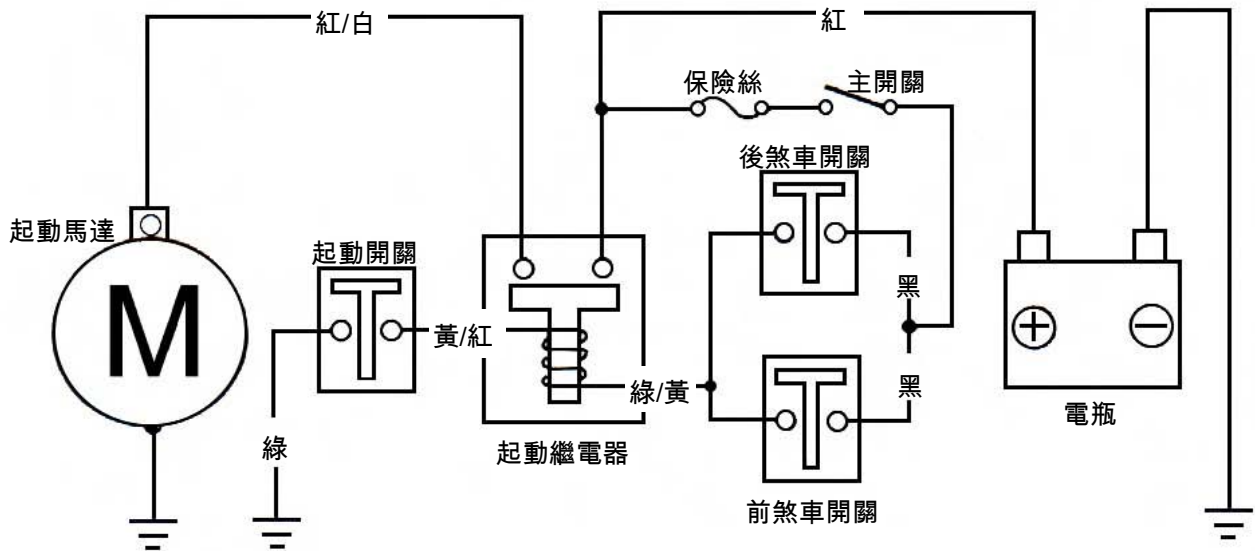 紅/白
紅
保險絲
主開關
後煞車開關
起動馬達
M
起動開關
黃/紅
黑
綠/黃
黑
綠
起動繼電器
電瓶
前煞車開關